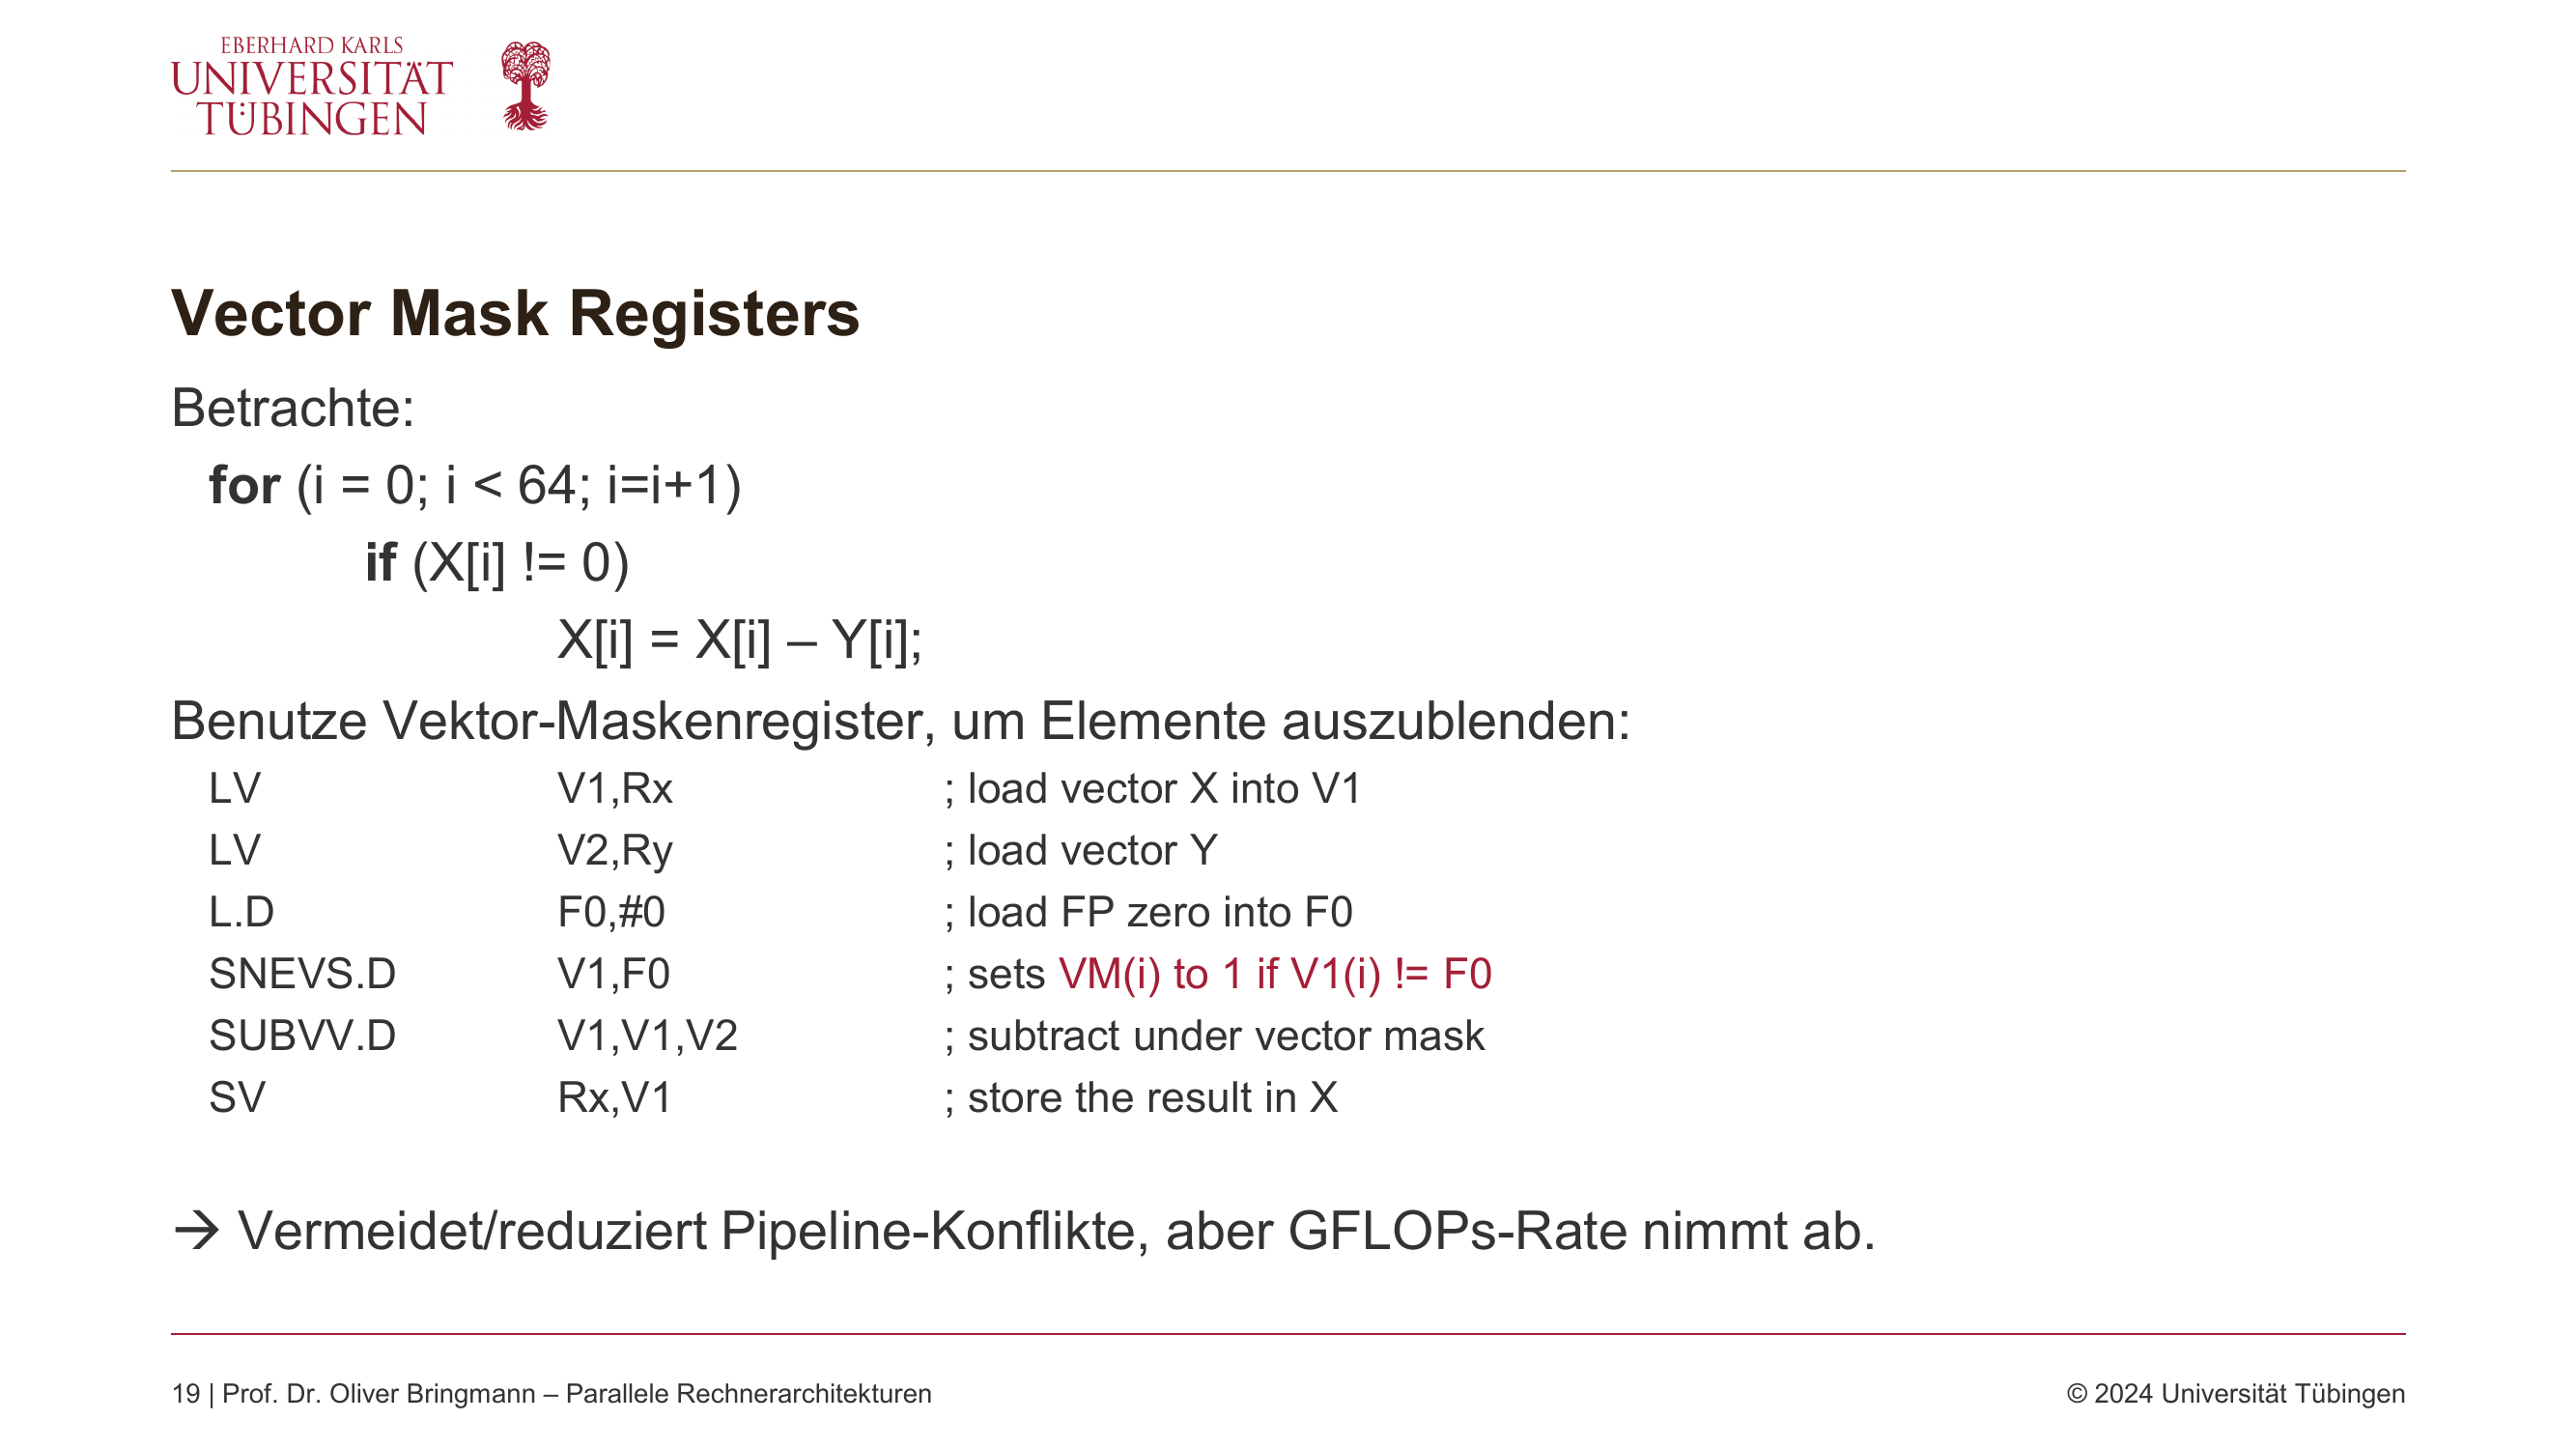 EBERHARD KARLS
UNIVERSITÄT
TÜBINGEN
Vector Mask Registers
Betrachte:
for (i = 0; i < 64; i=i+1)
if (X[i] != 0)
X[i] = X[i] – Y[i];
Benutze Vektor-Maskenregister, um Elemente auszublenden:
LV V1,Rx ; load vector X into V1
LV V2,Ry ; load vector Y
L.D F0,#0 ; load FP zero into F0
SNEVS.D V1,F0 ; sets VM(i) to 1 if V1(i) != F0
SUBVV.D V1,V1,V2 ; subtract under vector mask
SV Rx,V1 ; store the result in X
→ Vermeidet/reduziert Pipeline-Konflikte, aber GFLOPs-Rate nimmt ab.
19 | Prof. Dr. Oliver Bringmann – Parallele Rechnerarchitekturen
© 2024 Universität Tübingen